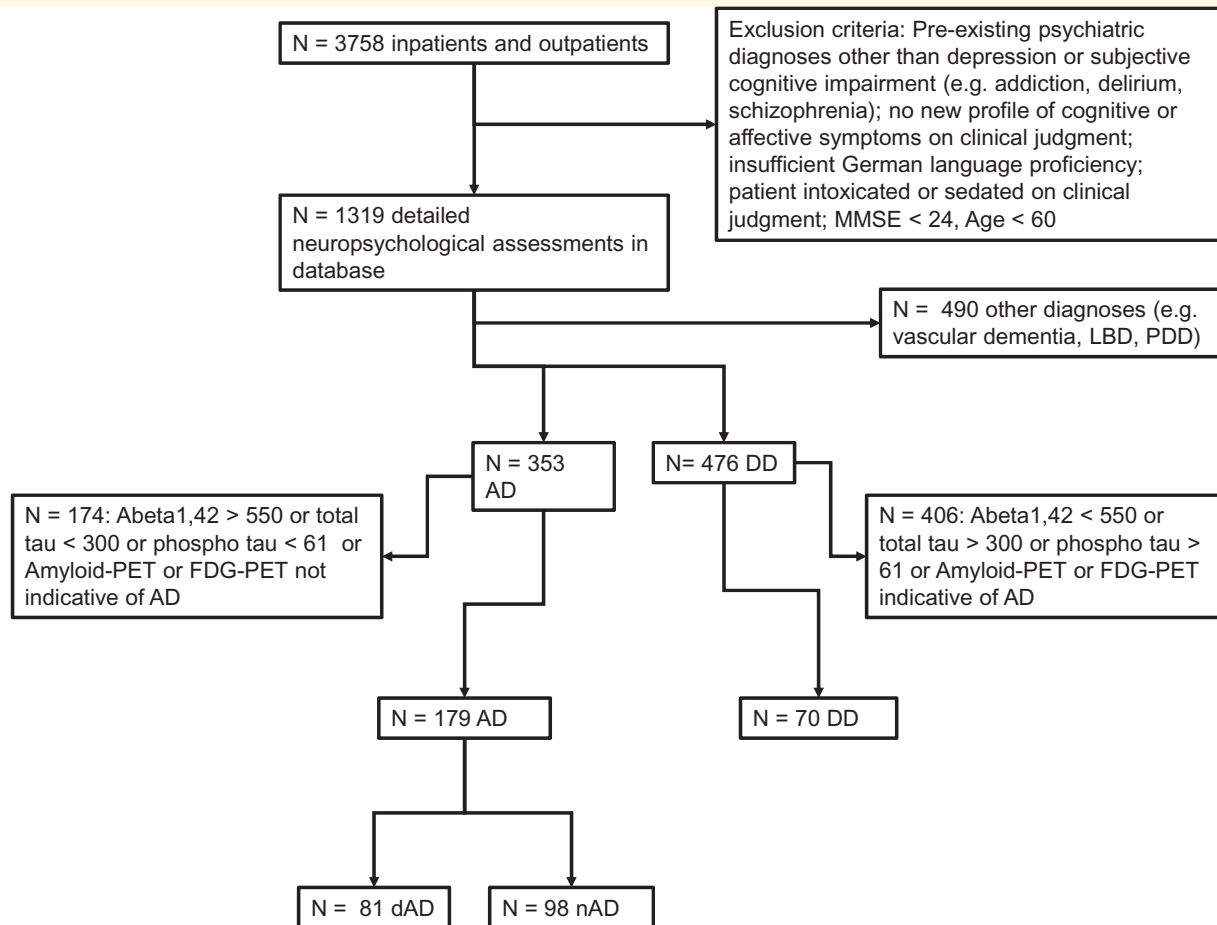 N = 3758 inpatients and outpatients
Exclusion criteria: Pre-existing psychiatric
diagnoses other than depression or subjective
cognitive impairment (e.g. addiction, delirium,
schizophrenia); no new profile of cognitive or
affective symptoms on clinical judgment;
insufficient German language proficiency;
patient intoxicated or sedated on clinical
judgment; MMSE < 24, Age < 60
N = 1319 detailed
neuropsychological assessments in
database
N = 490 other diagnoses (e.g.
vascular dementia, LBD, PDD)
N = 353
AD
N= 476 DD
N = 174: Abeta1,42 > 550 or total
tau < 300 or phospho tau < 61 or
Amyloid-PET or FDG-PET not
indicative of AD
N = 406: Abeta1,42 < 550 or
total tau > 300 or phospho tau >
61 or Amyloid-PET or FDG-PET
indicative of AD
N = 179 AD
N = 70 DD
N = 81 dAD
N = 98 nAD